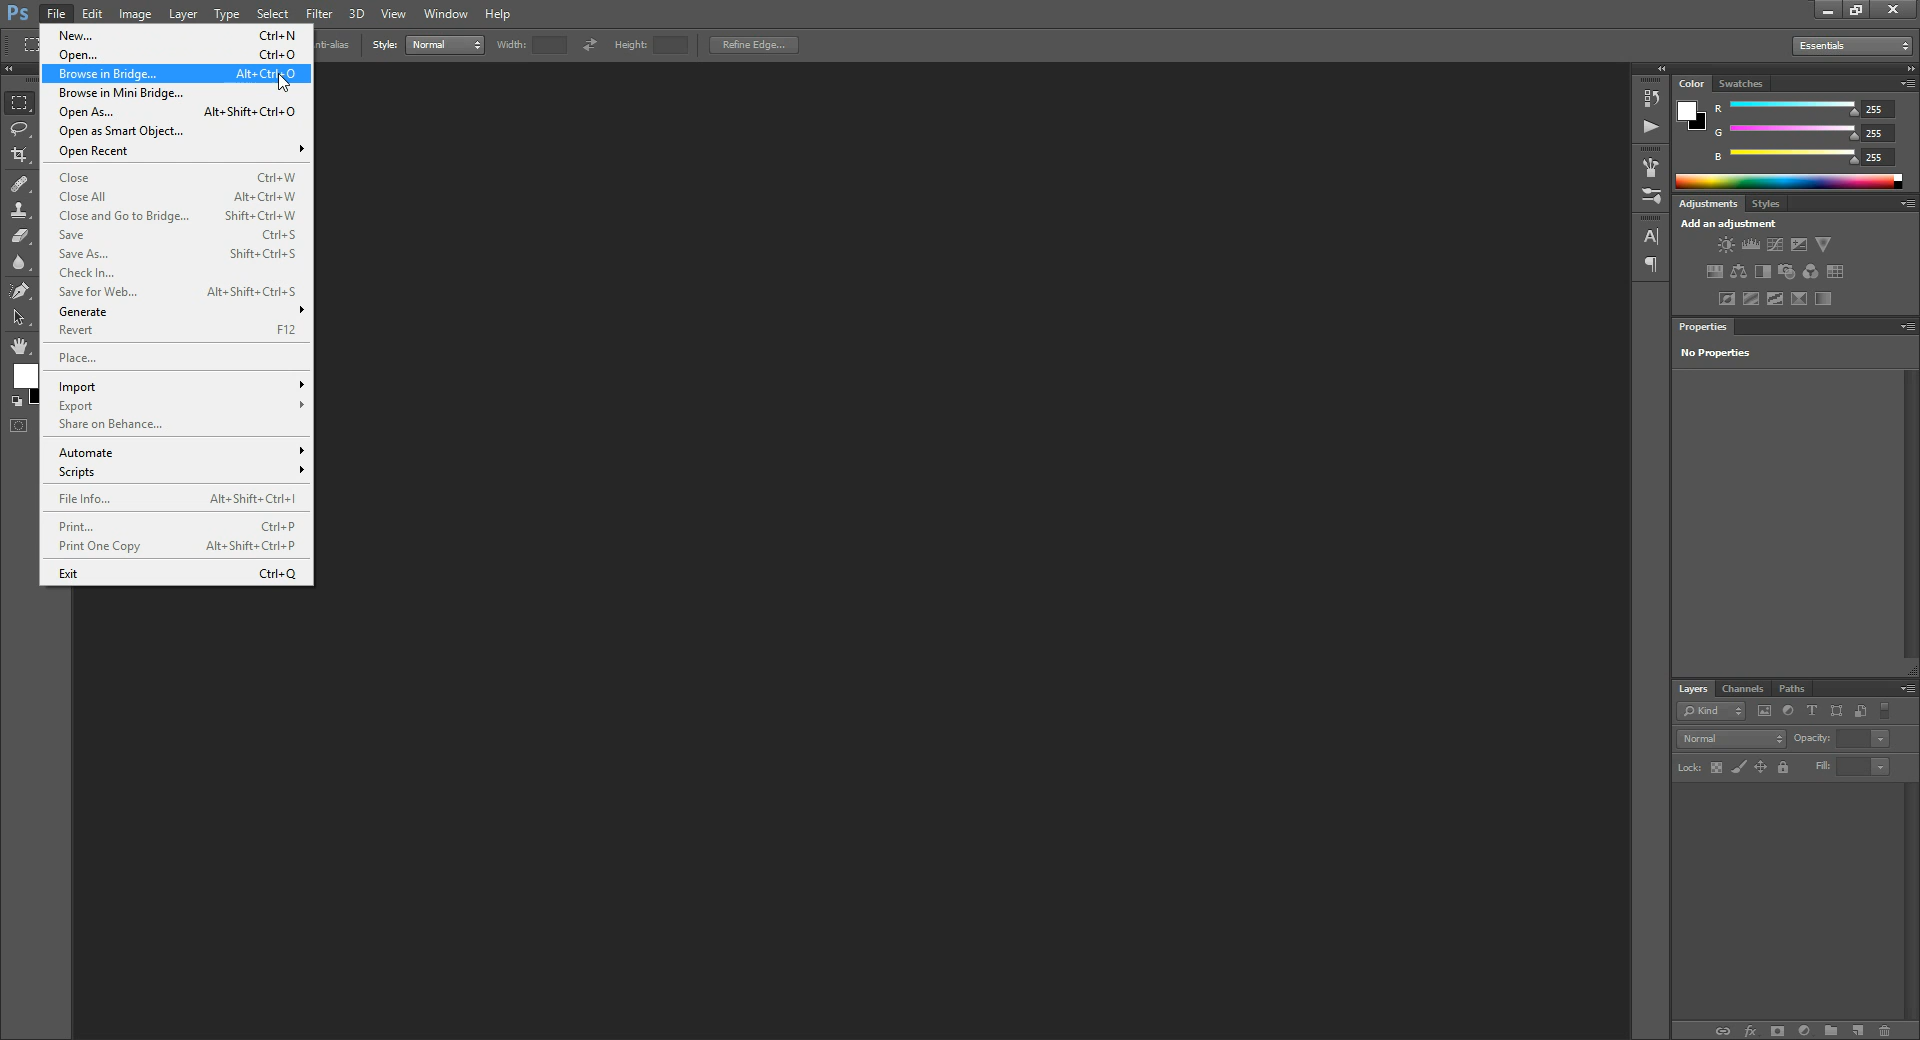 Ps File Edit Image Layer Type Select Filter 3D View Window Help
nti-alias Style: Normal Width: Height: Refine Edge... Essentials
New... Ctrl+N
Open... Ctrl+O
Browse in Bridge... Alt+Ctrl+O
Browse in Mini Bridge...
Open As... Alt+Shift+Ctrl+O
Open as Smart Object...
Open Recent
Close Ctrl+W
Close All Alt+Ctrl+W
Close and Go to Bridge... Shift+Ctrl+W
Save Ctrl+S
Save As... Shift+Ctrl+S
Check In...
Save for Web... Alt+Shift+Ctrl+S
Generate
Revert F12
Place...
Import
Export
Share on Behance...
Automate
Scripts
File Info... Alt+Shift+Ctrl+I
Print... Ctrl+P
Print One Copy Alt+Shift+Ctrl+P
Exit Ctrl+Q
Color Swatches
R 255
G 255
B 255
Adjustments Styles
Add an adjustment
Properties
No Properties
Layers Channels Paths
Kind
Normal Opacity:
Lock: Fill: